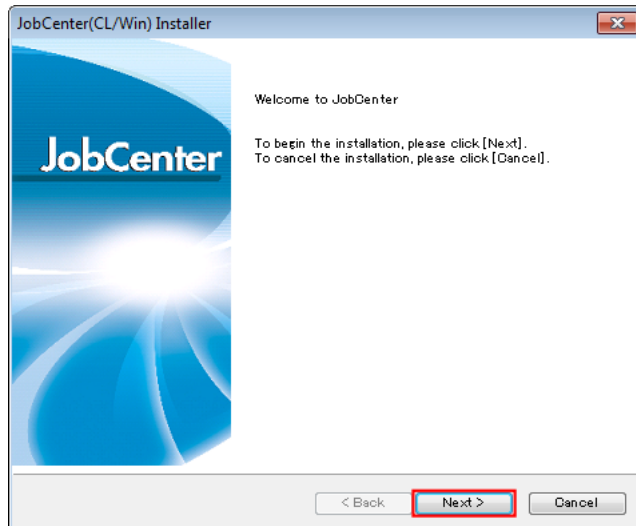 JobCenter(CL/Win) Installer
Welcome to JobCenter
To begin the installation, please click [Next].
To cancel the installation, please click [Cancel].
JobCenter
< Back
Next >
Cancel